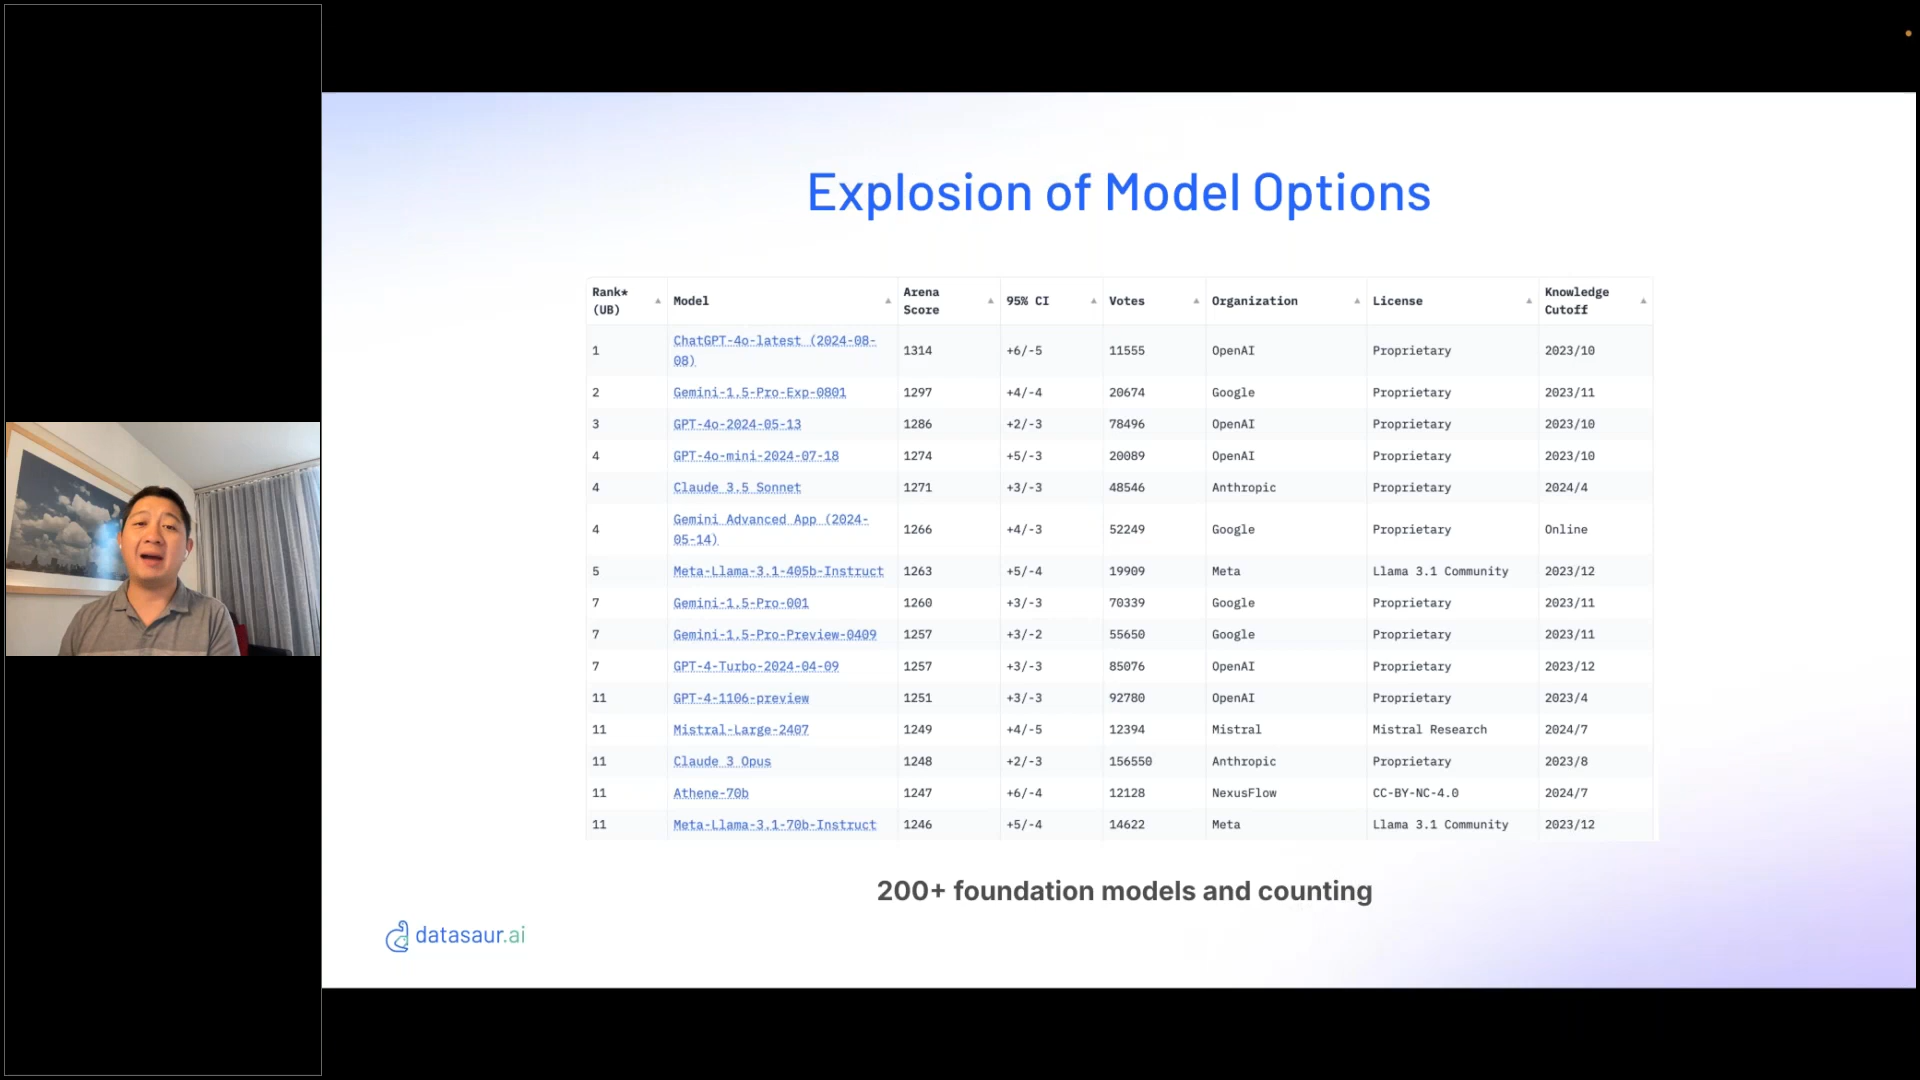 Explosion of Model Options
Rank* (UB) Model Arena Score 95% CI Votes Organization License Knowledge Cutoff
1 ChatGPT-4o-latest (2024-08-08) 1314 +6/-5 11555 OpenAI Proprietary 2023/10
2 Gemini-1.5-Pro-Exp-0801 1297 +4/-4 20674 Google Proprietary 2023/11
3 GPT-4o-2024-05-13 1286 +2/-3 78496 OpenAI Proprietary 2023/10
4 GPT-4o-mini-2024-07-18 1274 +5/-3 20089 OpenAI Proprietary 2023/10
4 Claude 3.5 Sonnet 1271 +3/-3 48546 Anthropic Proprietary 2024/4
4 Gemini Advanced App (2024-05-14) 1266 +4/-3 52249 Google Proprietary Online
5 Meta-Llama-3.1-405b-Instruct 1263 +5/-4 19909 Meta Llama 3.1 Community 2023/12
7 Gemini-1.5-Pro-001 1260 +3/-3 70339 Google Proprietary 2023/11
7 Gemini-1.5-Pro-Preview-0409 1257 +3/-2 55650 Google Proprietary 2023/11
7 GPT-4-Turbo-2024-04-09 1257 +3/-3 85076 OpenAI Proprietary 2023/12
11 GPT-4-1106-preview 1251 +3/-3 92780 OpenAI Proprietary 2023/4
11 Mistral-Large-2407 1249 +4/-5 12394 Mistral Mistral Research 2024/7
11 Claude 3 Opus 1248 +2/-3 156550 Anthropic Proprietary 2023/8
11 Athene-70b 1247 +6/-4 12128 NexusFlow CC-BY-NC-4.0 2024/7
11 Meta-Llama-3.1-70b-Instruct 1246 +5/-4 14622 Meta Llama 3.1 Community 2023/12
200+ foundation models and counting
datasaur.ai